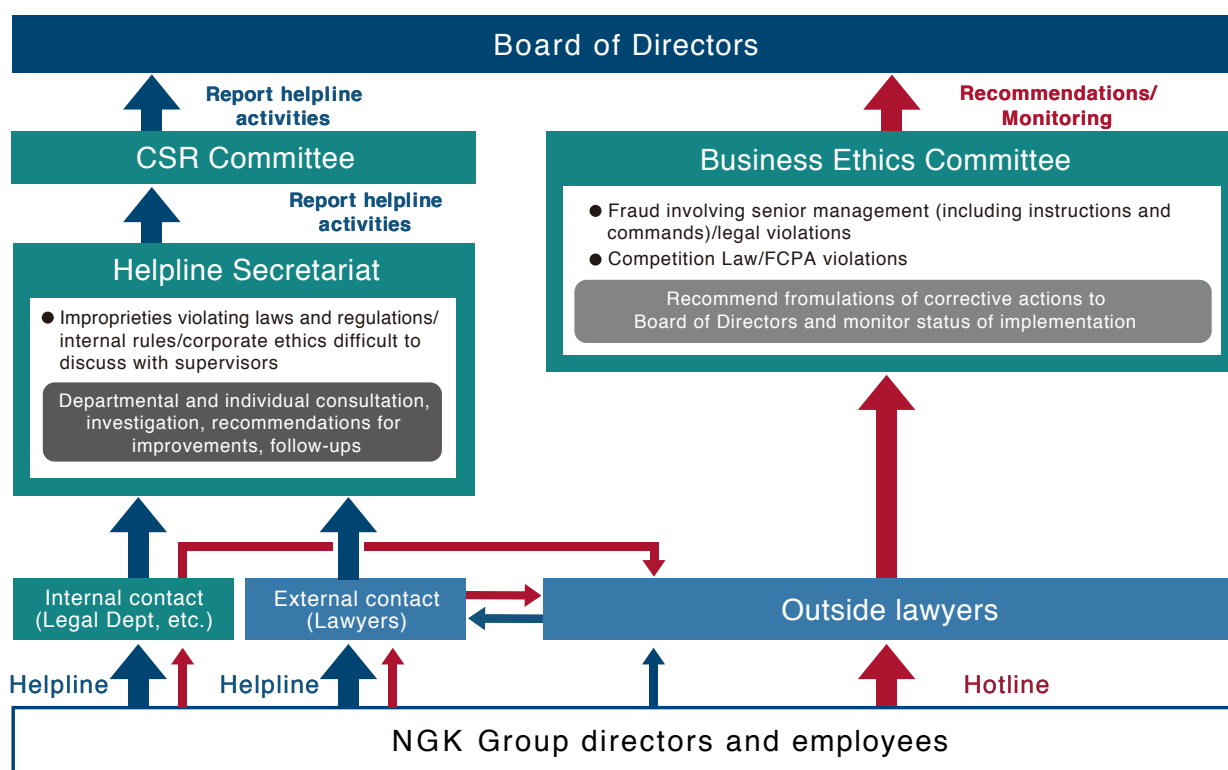 Board of Directors
Report helpline
activities
Recommendations/
Monitoring
CSR Committee
Report helpline
activities
Helpline Secretariat
● Improprieties violating laws and regulations/
internal rules/corporate ethics difficult to
discuss with supervisors
Departmental and individual consultation,
investigation, recommendations for
improvements, follow-ups
Business Ethics Committee
● Fraud involving senior management (including instructions and
commands)/legal violations
● Competition Law/FCPA violations
Recommend fromulations of corrective actions to
Board of Directors and monitor status of implementation
Internal contact
(Legal Dept, etc.)
External contact
(Lawyers)
Outside lawyers
Helpline
Helpline
Hotline
NGK Group directors and employees